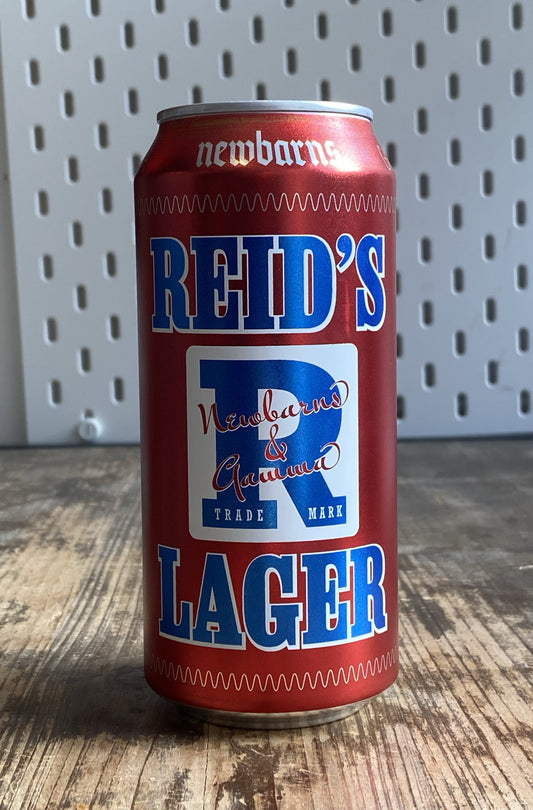 newbarns
REID'S
R
Newbarns
&
Gamma
TRADE MARK
LAGER